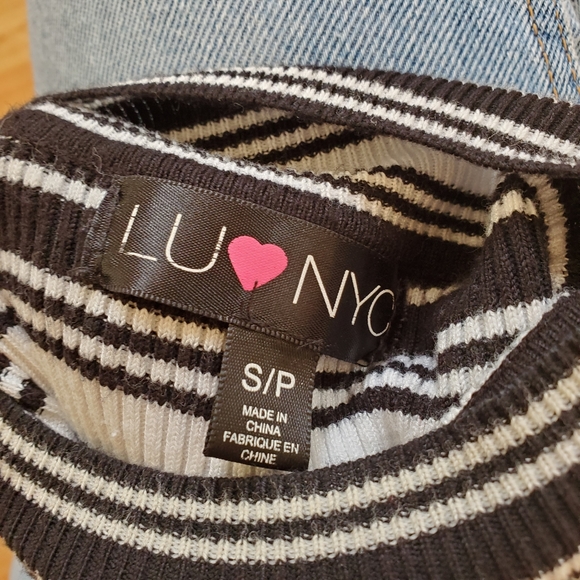 LU NYC
S/P
MADE IN
CHINA
FABRIQUE EN
CHINE